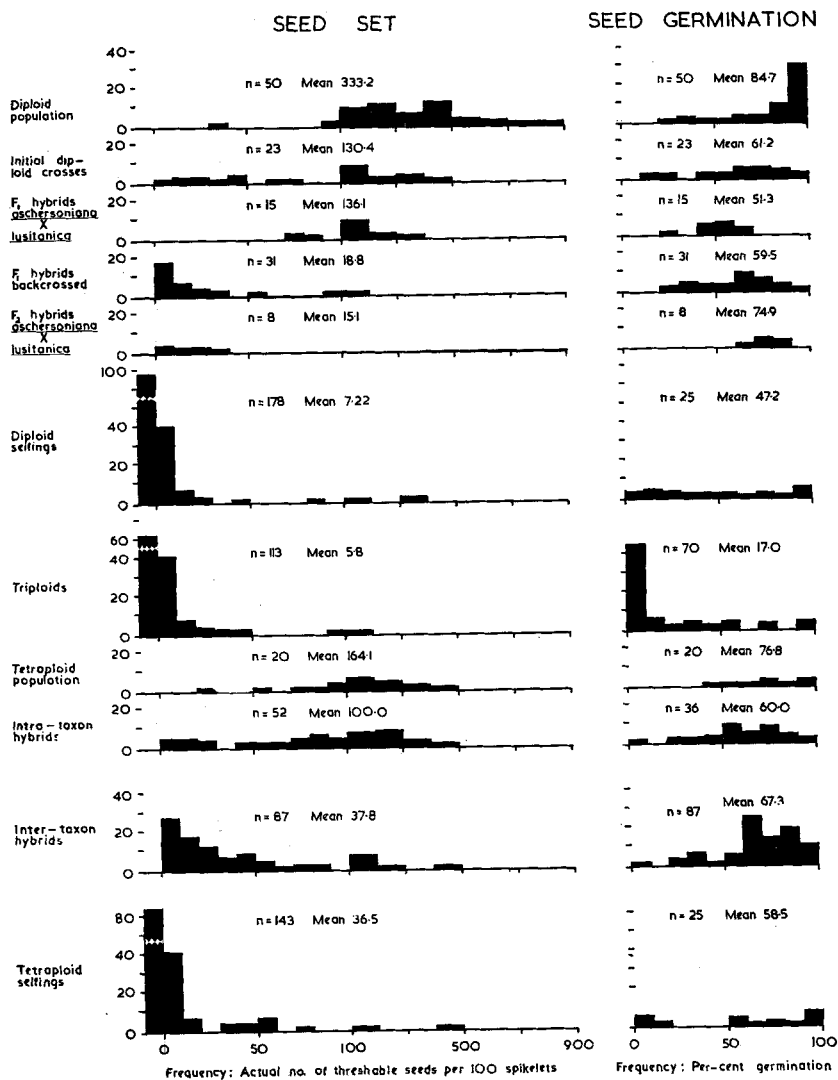 SEED SET
SEED GERMINATION
40
20
0
Diploid
population
n = 50 Mean 333·2
n = 50 Mean 84·7
20
0
Initial dip-
loid crosses
n = 23 Mean 130·4
n = 23 Mean 61·2
20
0
F₁ hybrids
aschersoniana
X
lusitanica
n = 15 Mean 136·1
n = 15 Mean 51·3
20
0
F₁ hybrids
backcrossed
n = 31 Mean 18·8
n = 31 Mean 59·5
20
0
F₂ hybrids
aschersoniana
X
lusitanica
n = 8 Mean 15·1
n = 8 Mean 74·9
100
40
20
0
Diploid
selfings
n = 178 Mean 7·22
n = 25 Mean 47·2
60
40
20
0
Triploids
n = 113 Mean 5·8
n = 70 Mean 17·0
20
0
Tetraploid
population
n = 20 Mean 164·1
n = 20 Mean 76·8
20
0
Intra-taxon
hybrids
n = 52 Mean 100·0
n = 36 Mean 60·0
40
20
0
Inter-taxon
hybrids
n = 87 Mean 37·8
n = 87 Mean 67·3
80
40
20
0
Tetraploid
selfings
n = 143 Mean 36·5
n = 25 Mean 58·5
0 50 100 500 900
0 50 100
Frequency: Actual no. of threshable seeds per 100 spikelets
Frequency: Per-cent germination